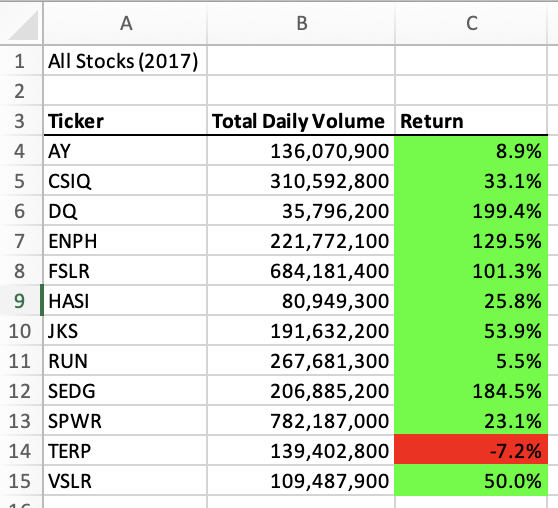 A B C
1 All Stocks (2017)
2
3 Ticker Total Daily Volume Return
4 AY 136,070,900 8.9%
5 CSIQ 310,592,800 33.1%
6 DQ 35,796,200 199.4%
7 ENPH 221,772,100 129.5%
8 FSLR 684,181,400 101.3%
9 HASI 80,949,300 25.8%
10 JKS 191,632,200 53.9%
11 RUN 267,681,300 5.5%
12 SEDG 206,885,200 184.5%
13 SPWR 782,187,000 23.1%
14 TERP 139,402,800 -7.2%
15 VSLR 109,487,900 50.0%